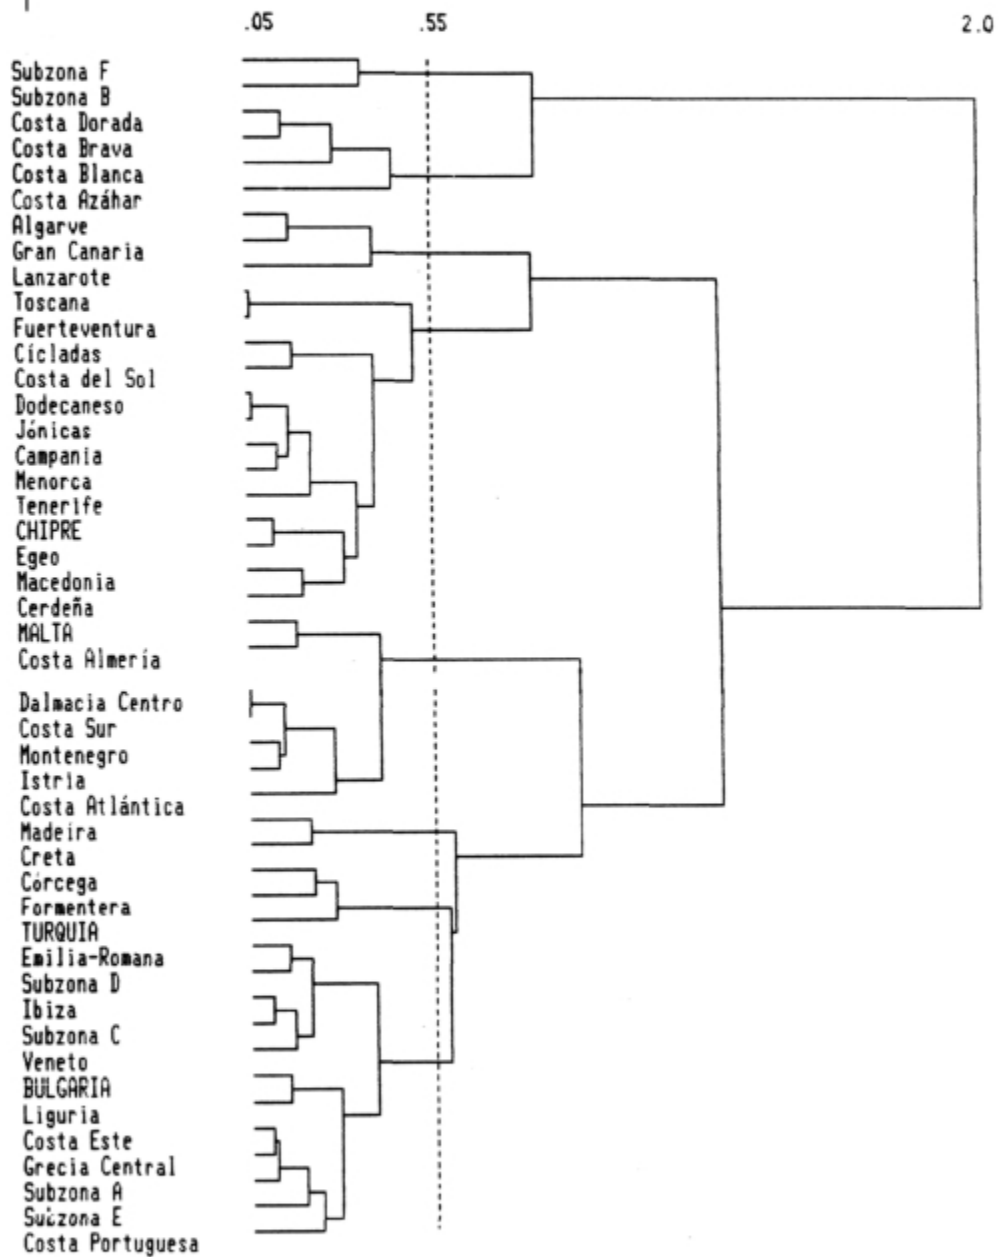 .05 .55 2.0
Subzona F
Subzona B
Costa Dorada
Costa Brava
Costa Blanca
Costa Azáhar
Algarve
Gran Canaria
Lanzarote
Toscana
Fuerteventura
Cícladas
Costa del Sol
Dodecaneso
Jónicas
Campania
Menorca
Tenerife
CHIPRE
Egeo
Macedonia
Cerdeña
MALTA
Costa Almería
Dalmacia Centro
Costa Sur
Montenegro
Istria
Costa Atlántica
Madeira
Creta
Córcega
Formentera
TURQUIA
Emilia-Romana
Subzona D
Ibiza
Subzona C
Veneto
BULGARIA
Liguria
Costa Este
Grecia Central
Subzona A
Subzona E
Costa Portuguesa